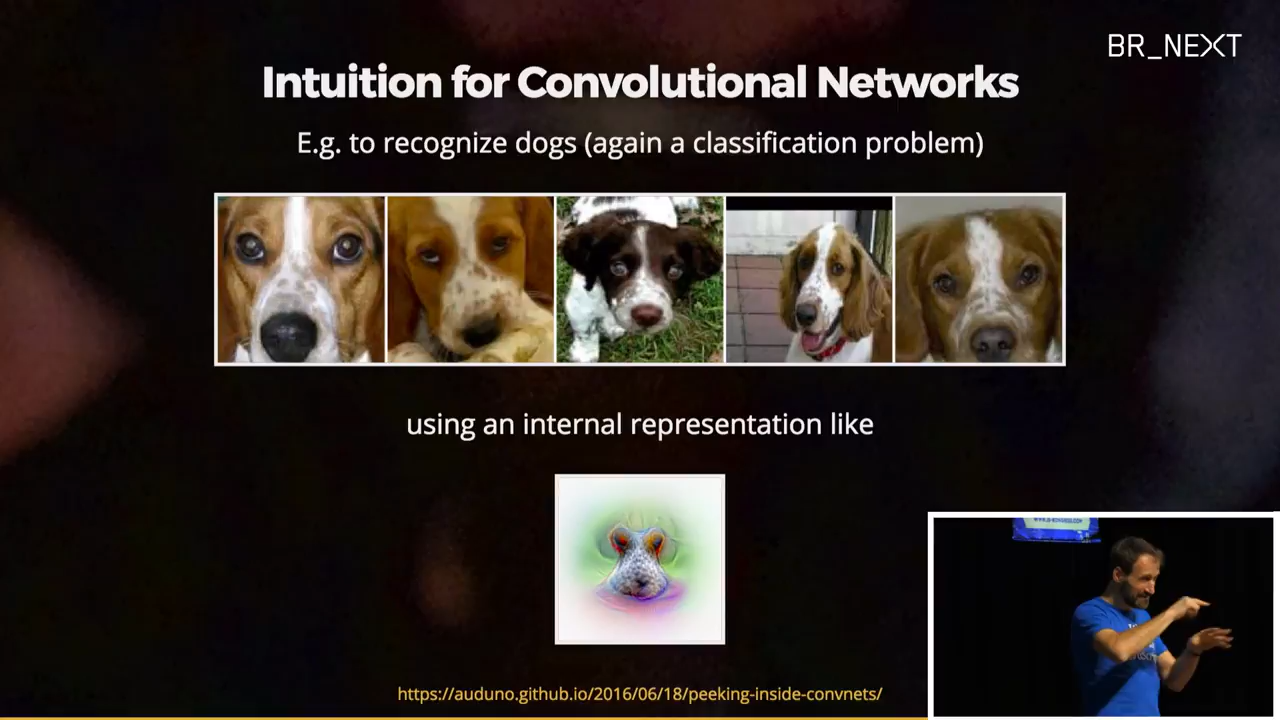 BR_NEXT
Intuition for Convolutional Networks
E.g. to recognize dogs (again a classification problem)
using an internal representation like
https://auduno.github.io/2016/06/18/peeking-inside-convnets/